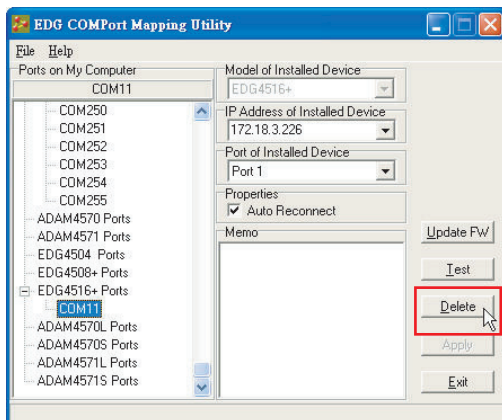 EDG COMPort Mapping Utility
File Help
Ports on My Computer
COM11
COM250
COM251
COM252
COM253
COM254
COM255
ADAM4570 Ports
ADAM4571 Ports
EDG4504 Ports
EDG4508+ Ports
EDG4516+ Ports
COM11
ADAM4570L Ports
ADAM4570S Ports
ADAM4571L Ports
ADAM4571S Ports
Model of Installed Device
EDG4516+
IP Address of Installed Device
172.18.3.226
Port of Installed Device
Port 1
Properties
Auto Reconnect
Memo
Update FW
Test
Delete
Apply
Exit